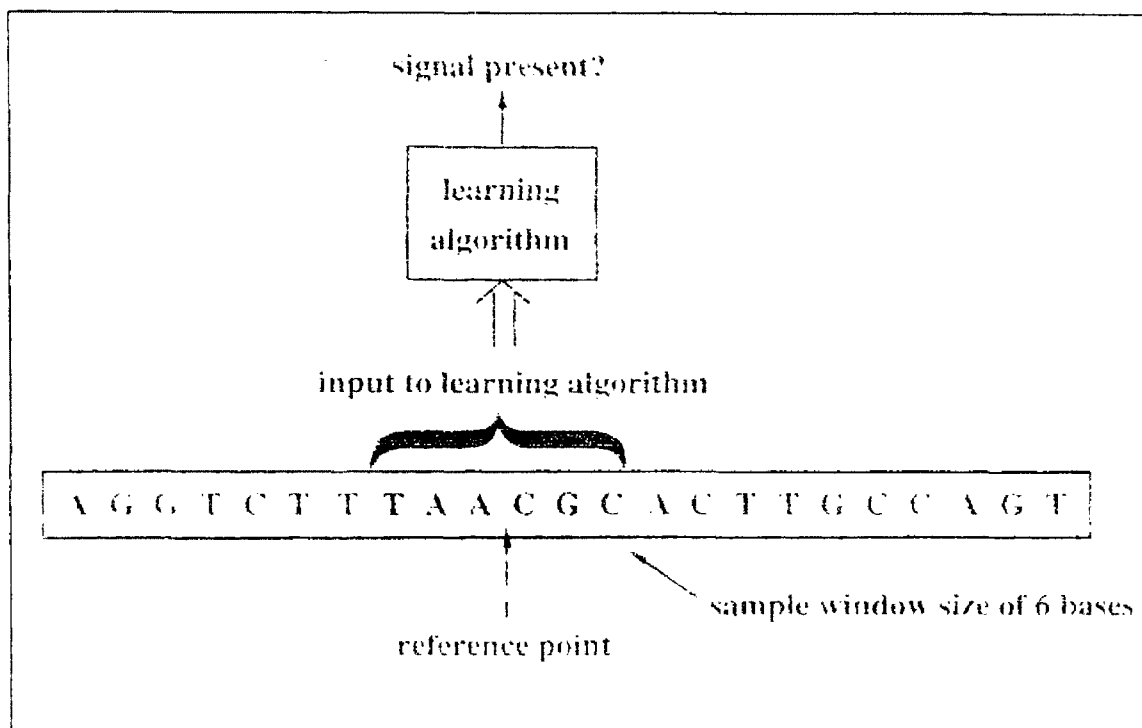 signal present?
learning
algorithm
input to learning algorithm
A G G T C T T T A A C G C A C T T G C C A G T
sample window size of 6 bases
reference point